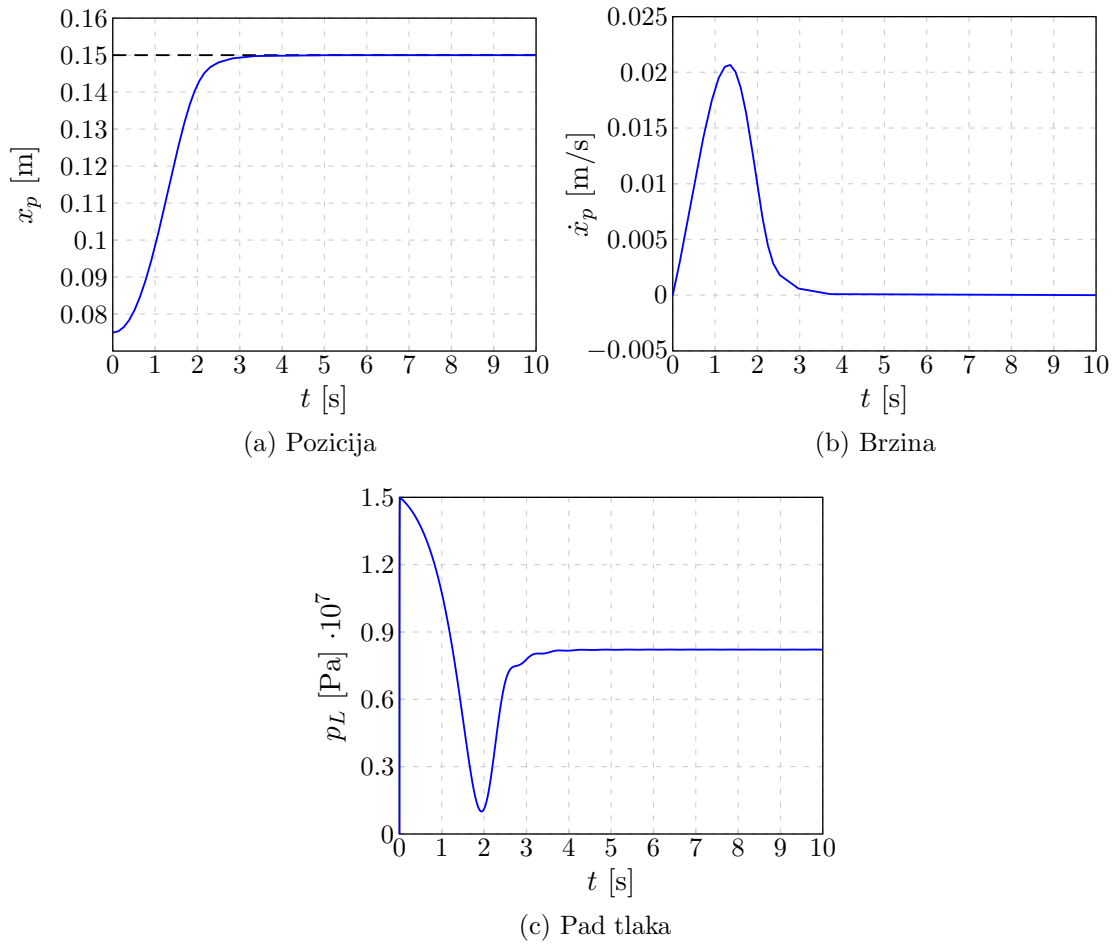 0.16
0.15
0.14
0.13
0.12
0.11
0.1
0.09
0.08
0 1 2 3 4 5 6 7 8 9 10
x_p [m]
t [s]
(a) Pozicija
0.025
0.02
0.015
0.01
0.005
0
−0.005
0 1 2 3 4 5 6 7 8 9 10
ẋ_p [m/s]
t [s]
(b) Brzina
1.5
1.2
0.9
0.6
0.3
0
0 1 2 3 4 5 6 7 8 9 10
p_L [Pa] ·10^7
t [s]
(c) Pad tlaka